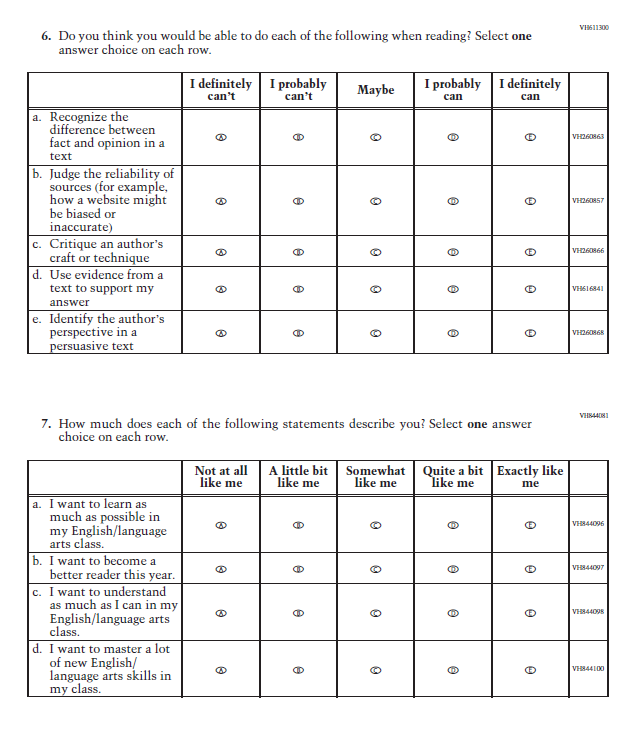 VH611300
6. Do you think you would be able to do each of the following when reading? Select one
answer choice on each row.
I definitely can't I probably can't Maybe I probably can I definitely can
a. Recognize the
difference between
fact and opinion in a
text
A B C D E VH260863
b. Judge the reliability of
sources (for example,
how a website might
be biased or
inaccurate)
A B C D E VH260857
c. Critique an author's
craft or technique
A B C D E VH260866
d. Use evidence from a
text to support my
answer
A B C D E VH616841
e. Identify the author's
perspective in a
persuasive text
A B C D E VH260868
VH844081
7. How much does each of the following statements describe you? Select one answer
choice on each row.
Not at all like me A little bit like me Somewhat like me Quite a bit like me Exactly like me
a. I want to learn as
much as possible in
my English/language
arts class.
A B C D E VH844096
b. I want to become a
better reader this year.
A B C D E VH844097
c. I want to understand
as much as I can in my
English/language arts
class.
A B C D E VH844098
d. I want to master a lot
of new English/
language arts skills in
my class.
A B C D E VH844100